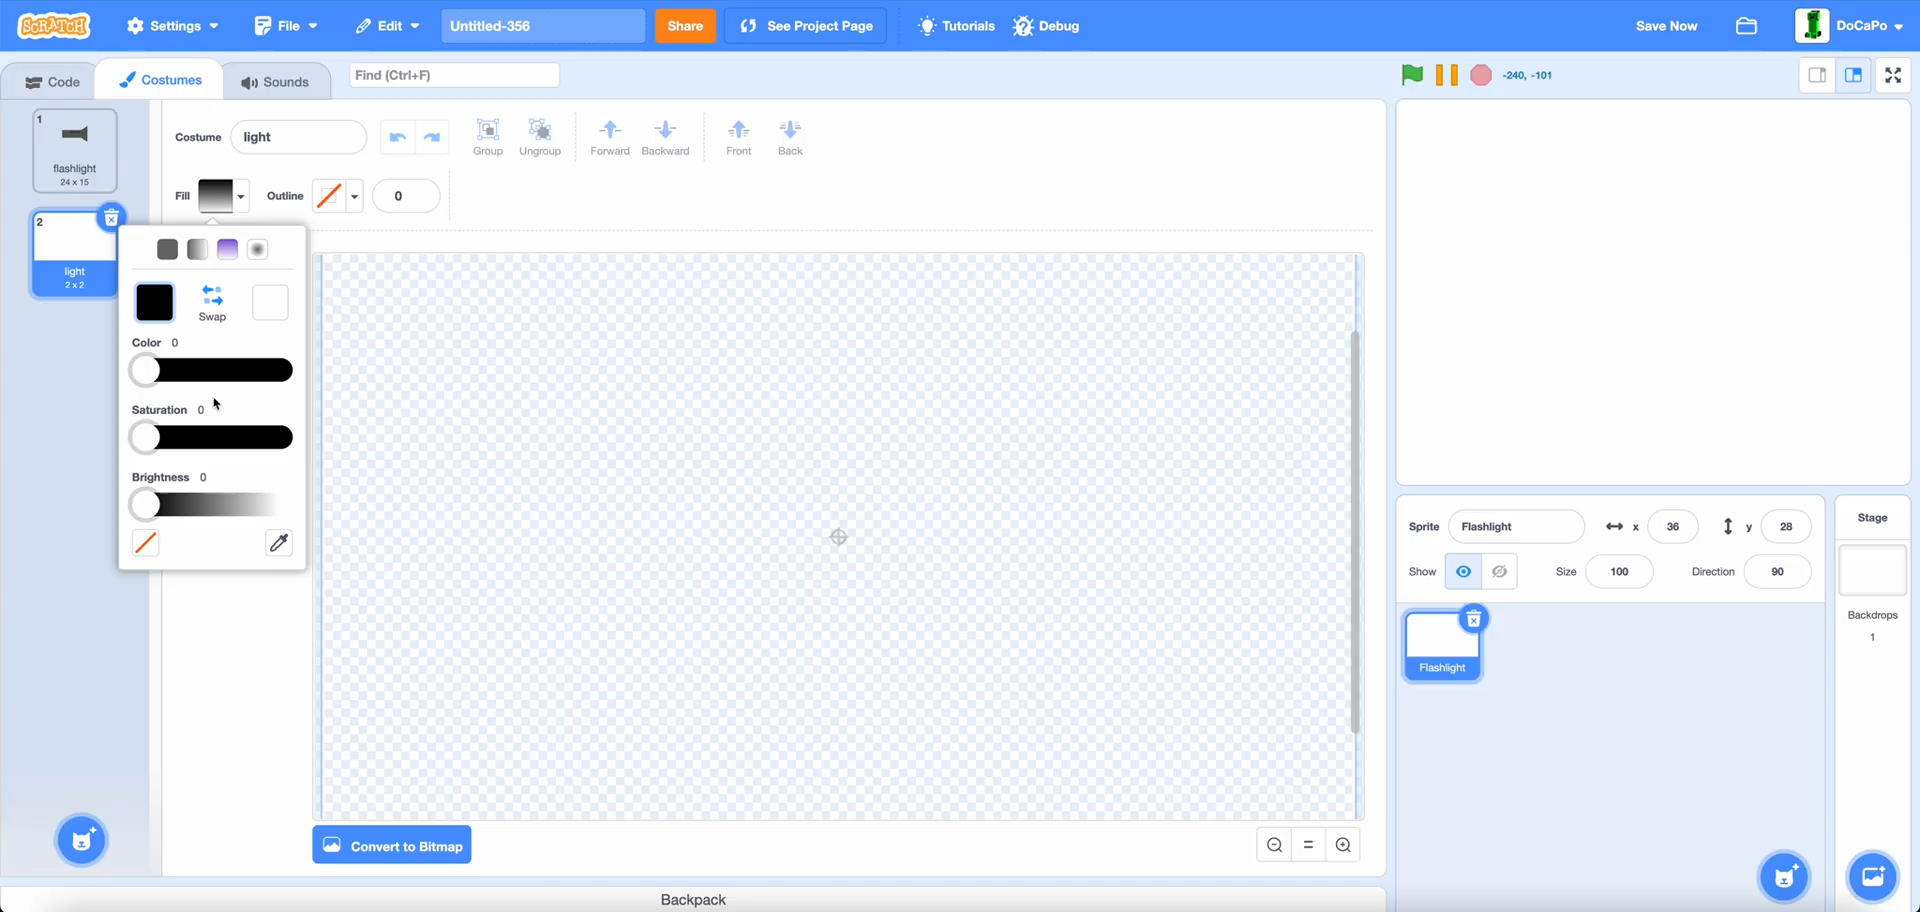 SCRATCH Settings File Edit Untitled-356 Share See Project Page Tutorials Debug Save Now DoCaPo
Code Costumes Sounds Find (Ctrl+F) -240, -101
1
flashlight
24 x 15
2
light
2 x 2
Costume light Group Ungroup Forward Backward Front Back
Fill Outline 0
Swap
Color 0
Saturation 0
Brightness 0
Convert to Bitmap
Backpack
Sprite Flashlight x 36 y 28
Show Size 100 Direction 90
Flashlight
Stage
Backdrops
1